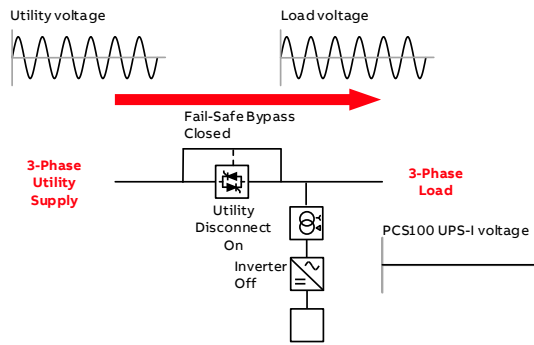 Utility voltage
Load voltage
Fail-Safe Bypass
Closed
3-Phase
Utility
Supply
3-Phase
Load
Utility
Disconnect
On
PCS100 UPS-I voltage
Inverter
Off